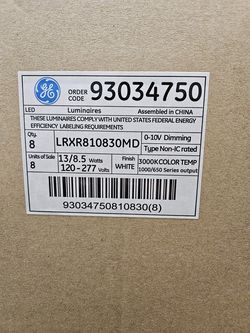 GE
ORDER CODE 93034750
LED Luminaires Assembled in CHINA
THESE LUMINAIRES COMPLY WITH UNITED STATES FEDERAL ENERGY
EFFICIENCY LABELING REQUIREMENTS
Qty. 8
LRXR810830MD
0-10V Dimming
Type Non-IC rated
Units of Sale 8
13/8.5 Watts
120-277 Volts
Finish WHITE
3000K COLOR TEMP
1000/650 Series output
93034750810830(8)